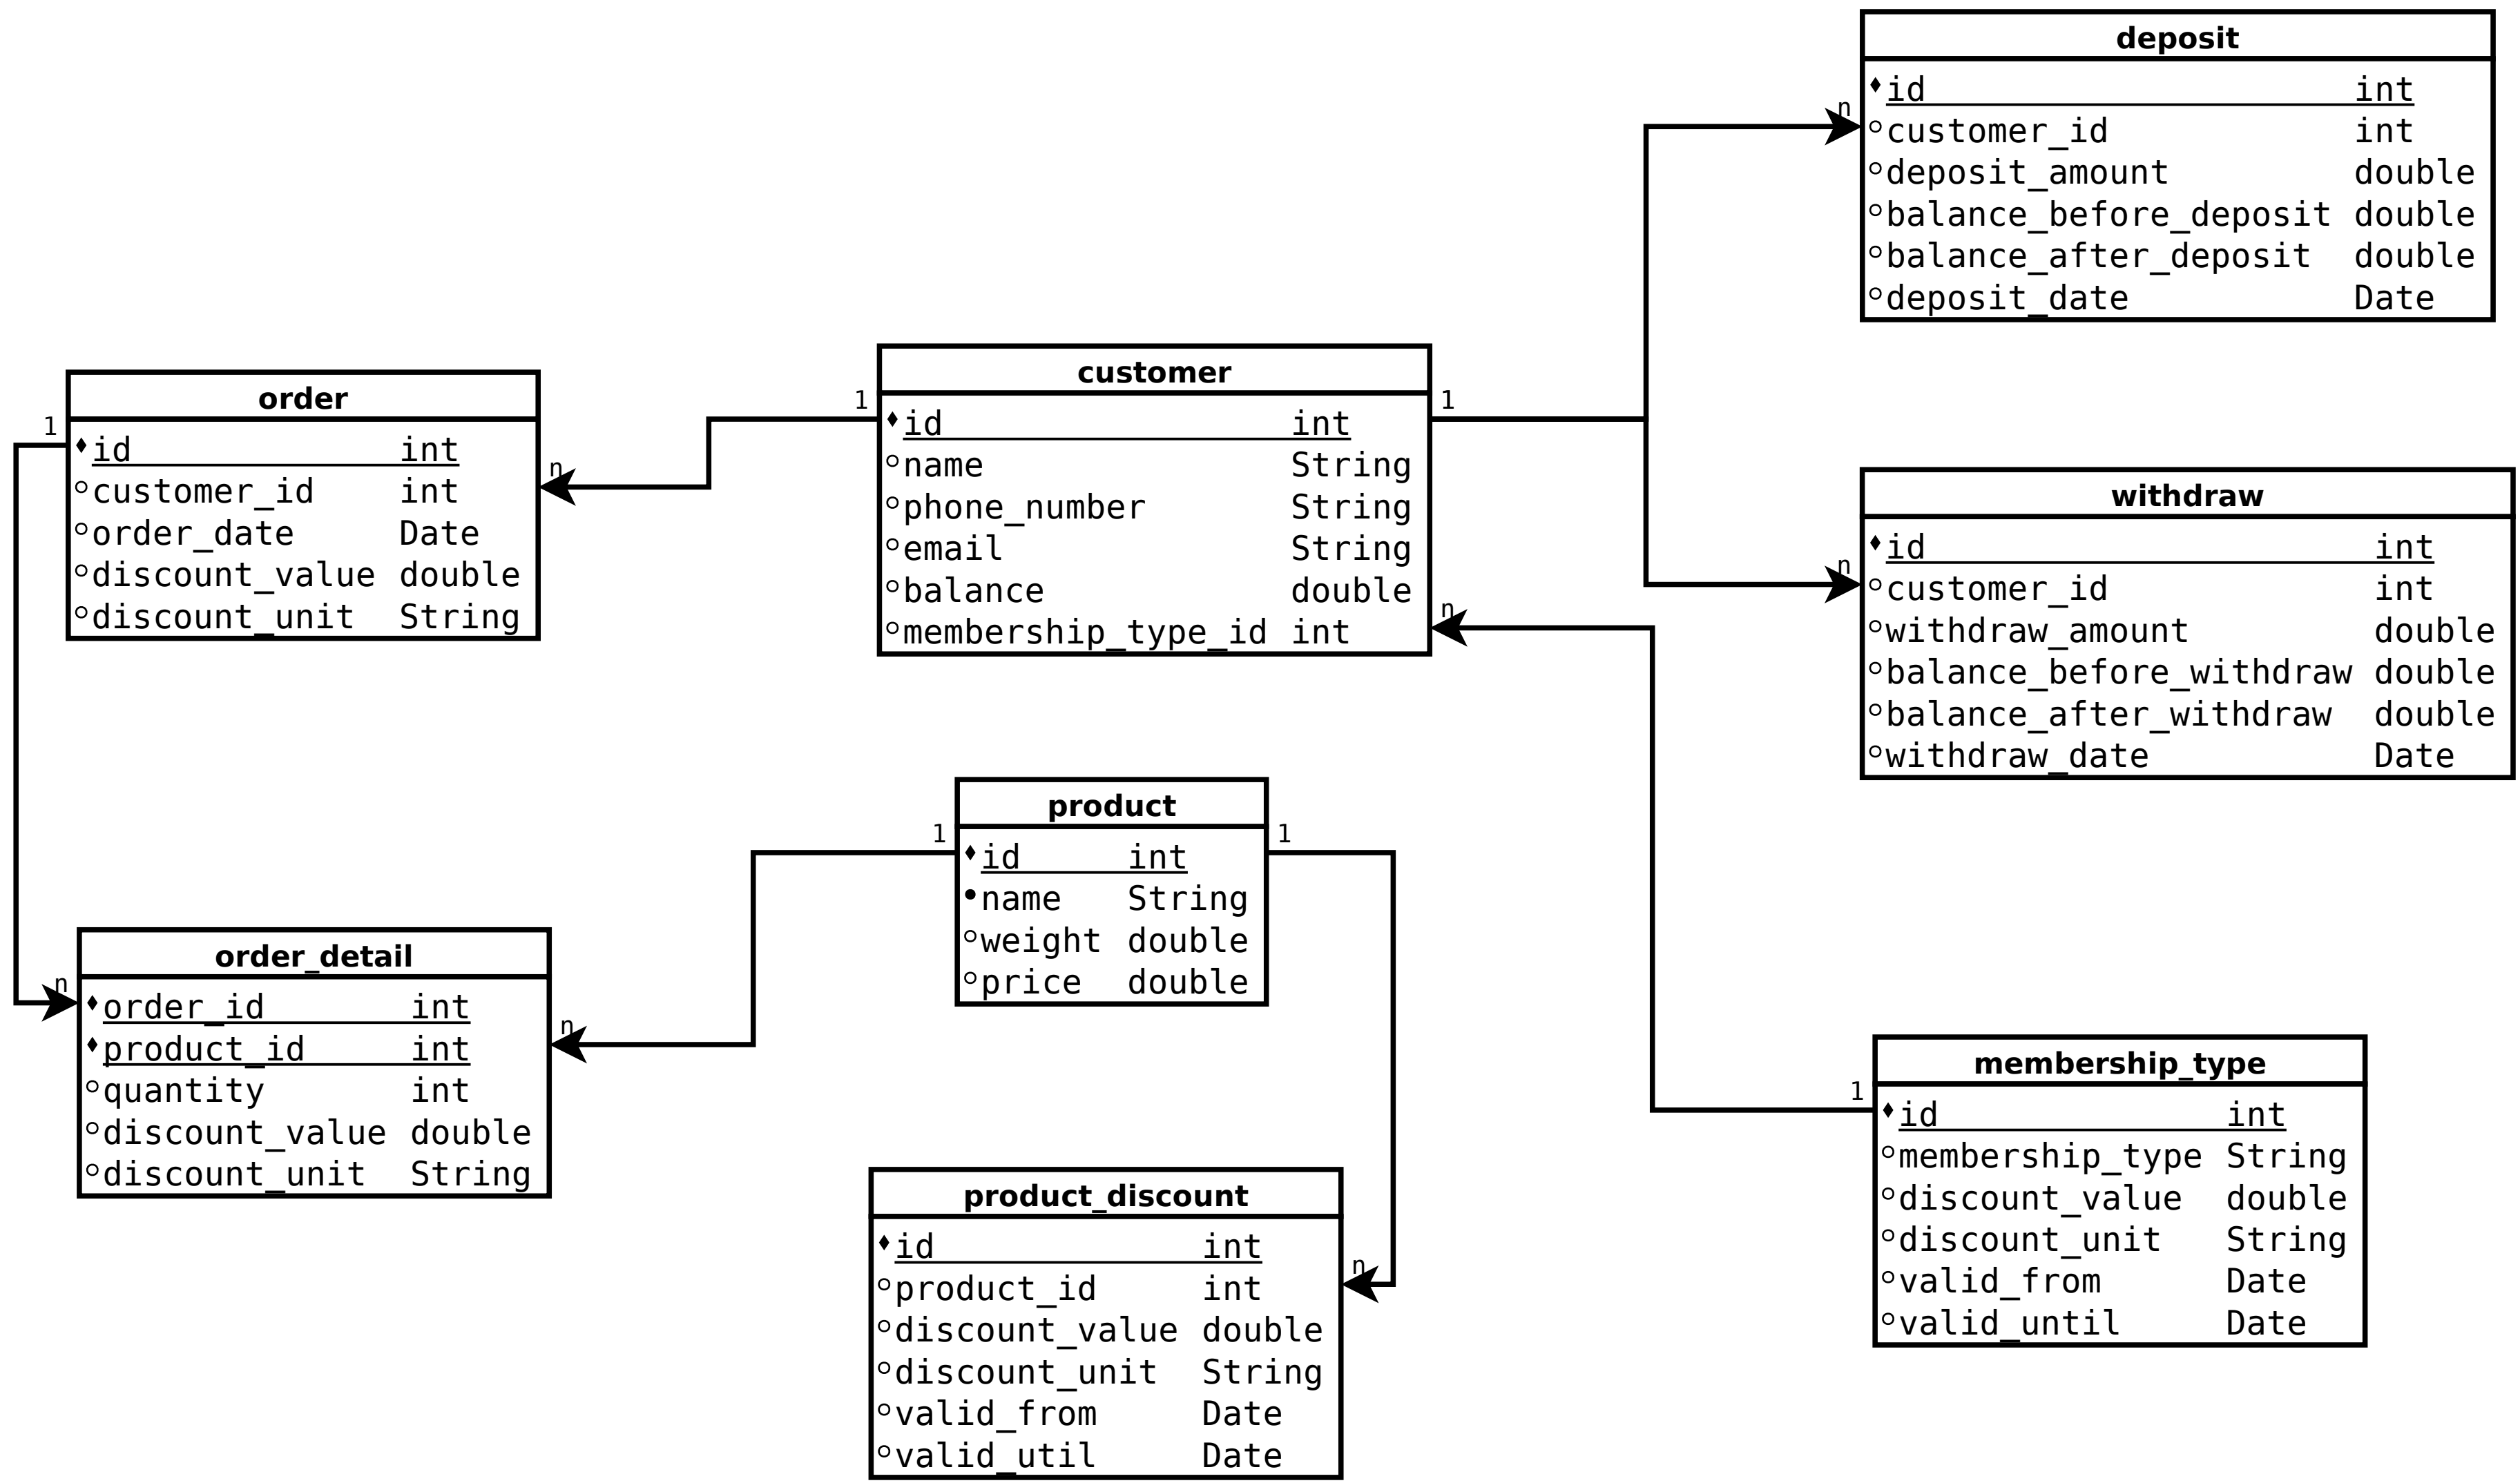 deposit
id int
customer_id int
deposit_amount double
balance_before_deposit double
balance_after_deposit double
deposit_date Date
n
customer
id int
name String
phone_number String
email String
balance double
membership_type_id int
1
1
n
order
id int
customer_id int
order_date Date
discount_value double
discount_unit String
1
n
withdraw
id int
customer_id int
withdraw_amount double
balance_before_withdraw double
balance_after_withdraw double
withdraw_date Date
n
product
id int
name String
weight double
price double
1
1
order_detail
order_id int
product_id int
quantity int
discount_value double
discount_unit String
n
n
membership_type
id int
membership_type String
discount_value double
discount_unit String
valid_from Date
valid_until Date
1
product_discount
id int
product_id int
discount_value double
discount_unit String
valid_from Date
valid_util Date
n